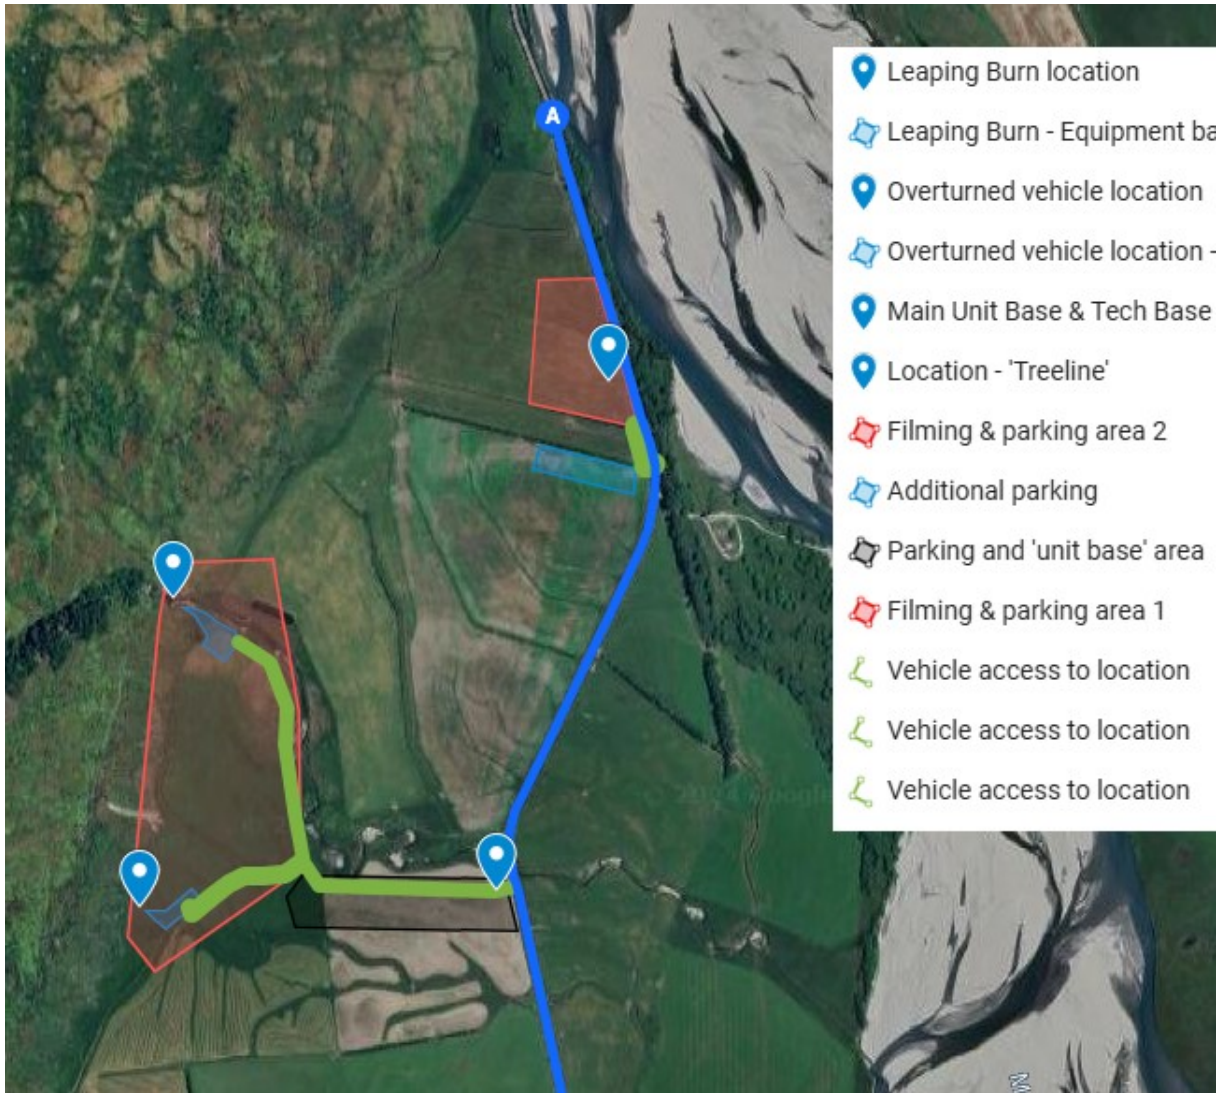 A
Leaping Burn location
Leaping Burn - Equipment ba
Overturned vehicle location
Overturned vehicle location -
Main Unit Base & Tech Base
Location - 'Treeline'
Filming & parking area 2
Additional parking
Parking and 'unit base' area
Filming & parking area 1
Vehicle access to location
Vehicle access to location
Vehicle access to location